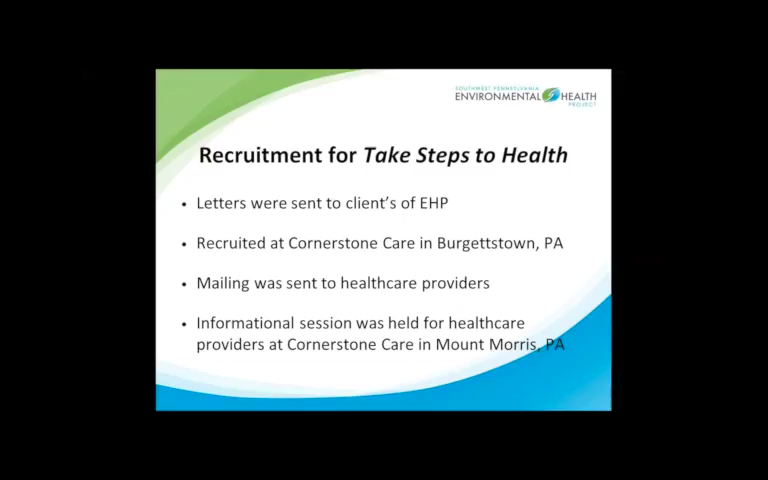 SOUTHWEST PENNSYLVANIA
ENVIRONMENTAL HEALTH
PROJECT
Recruitment for Take Steps to Health
• Letters were sent to client's of EHP
• Recruited at Cornerstone Care in Burgettstown, PA
• Mailing was sent to healthcare providers
• Informational session was held for healthcare
providers at Cornerstone Care in Mount Morris, PA